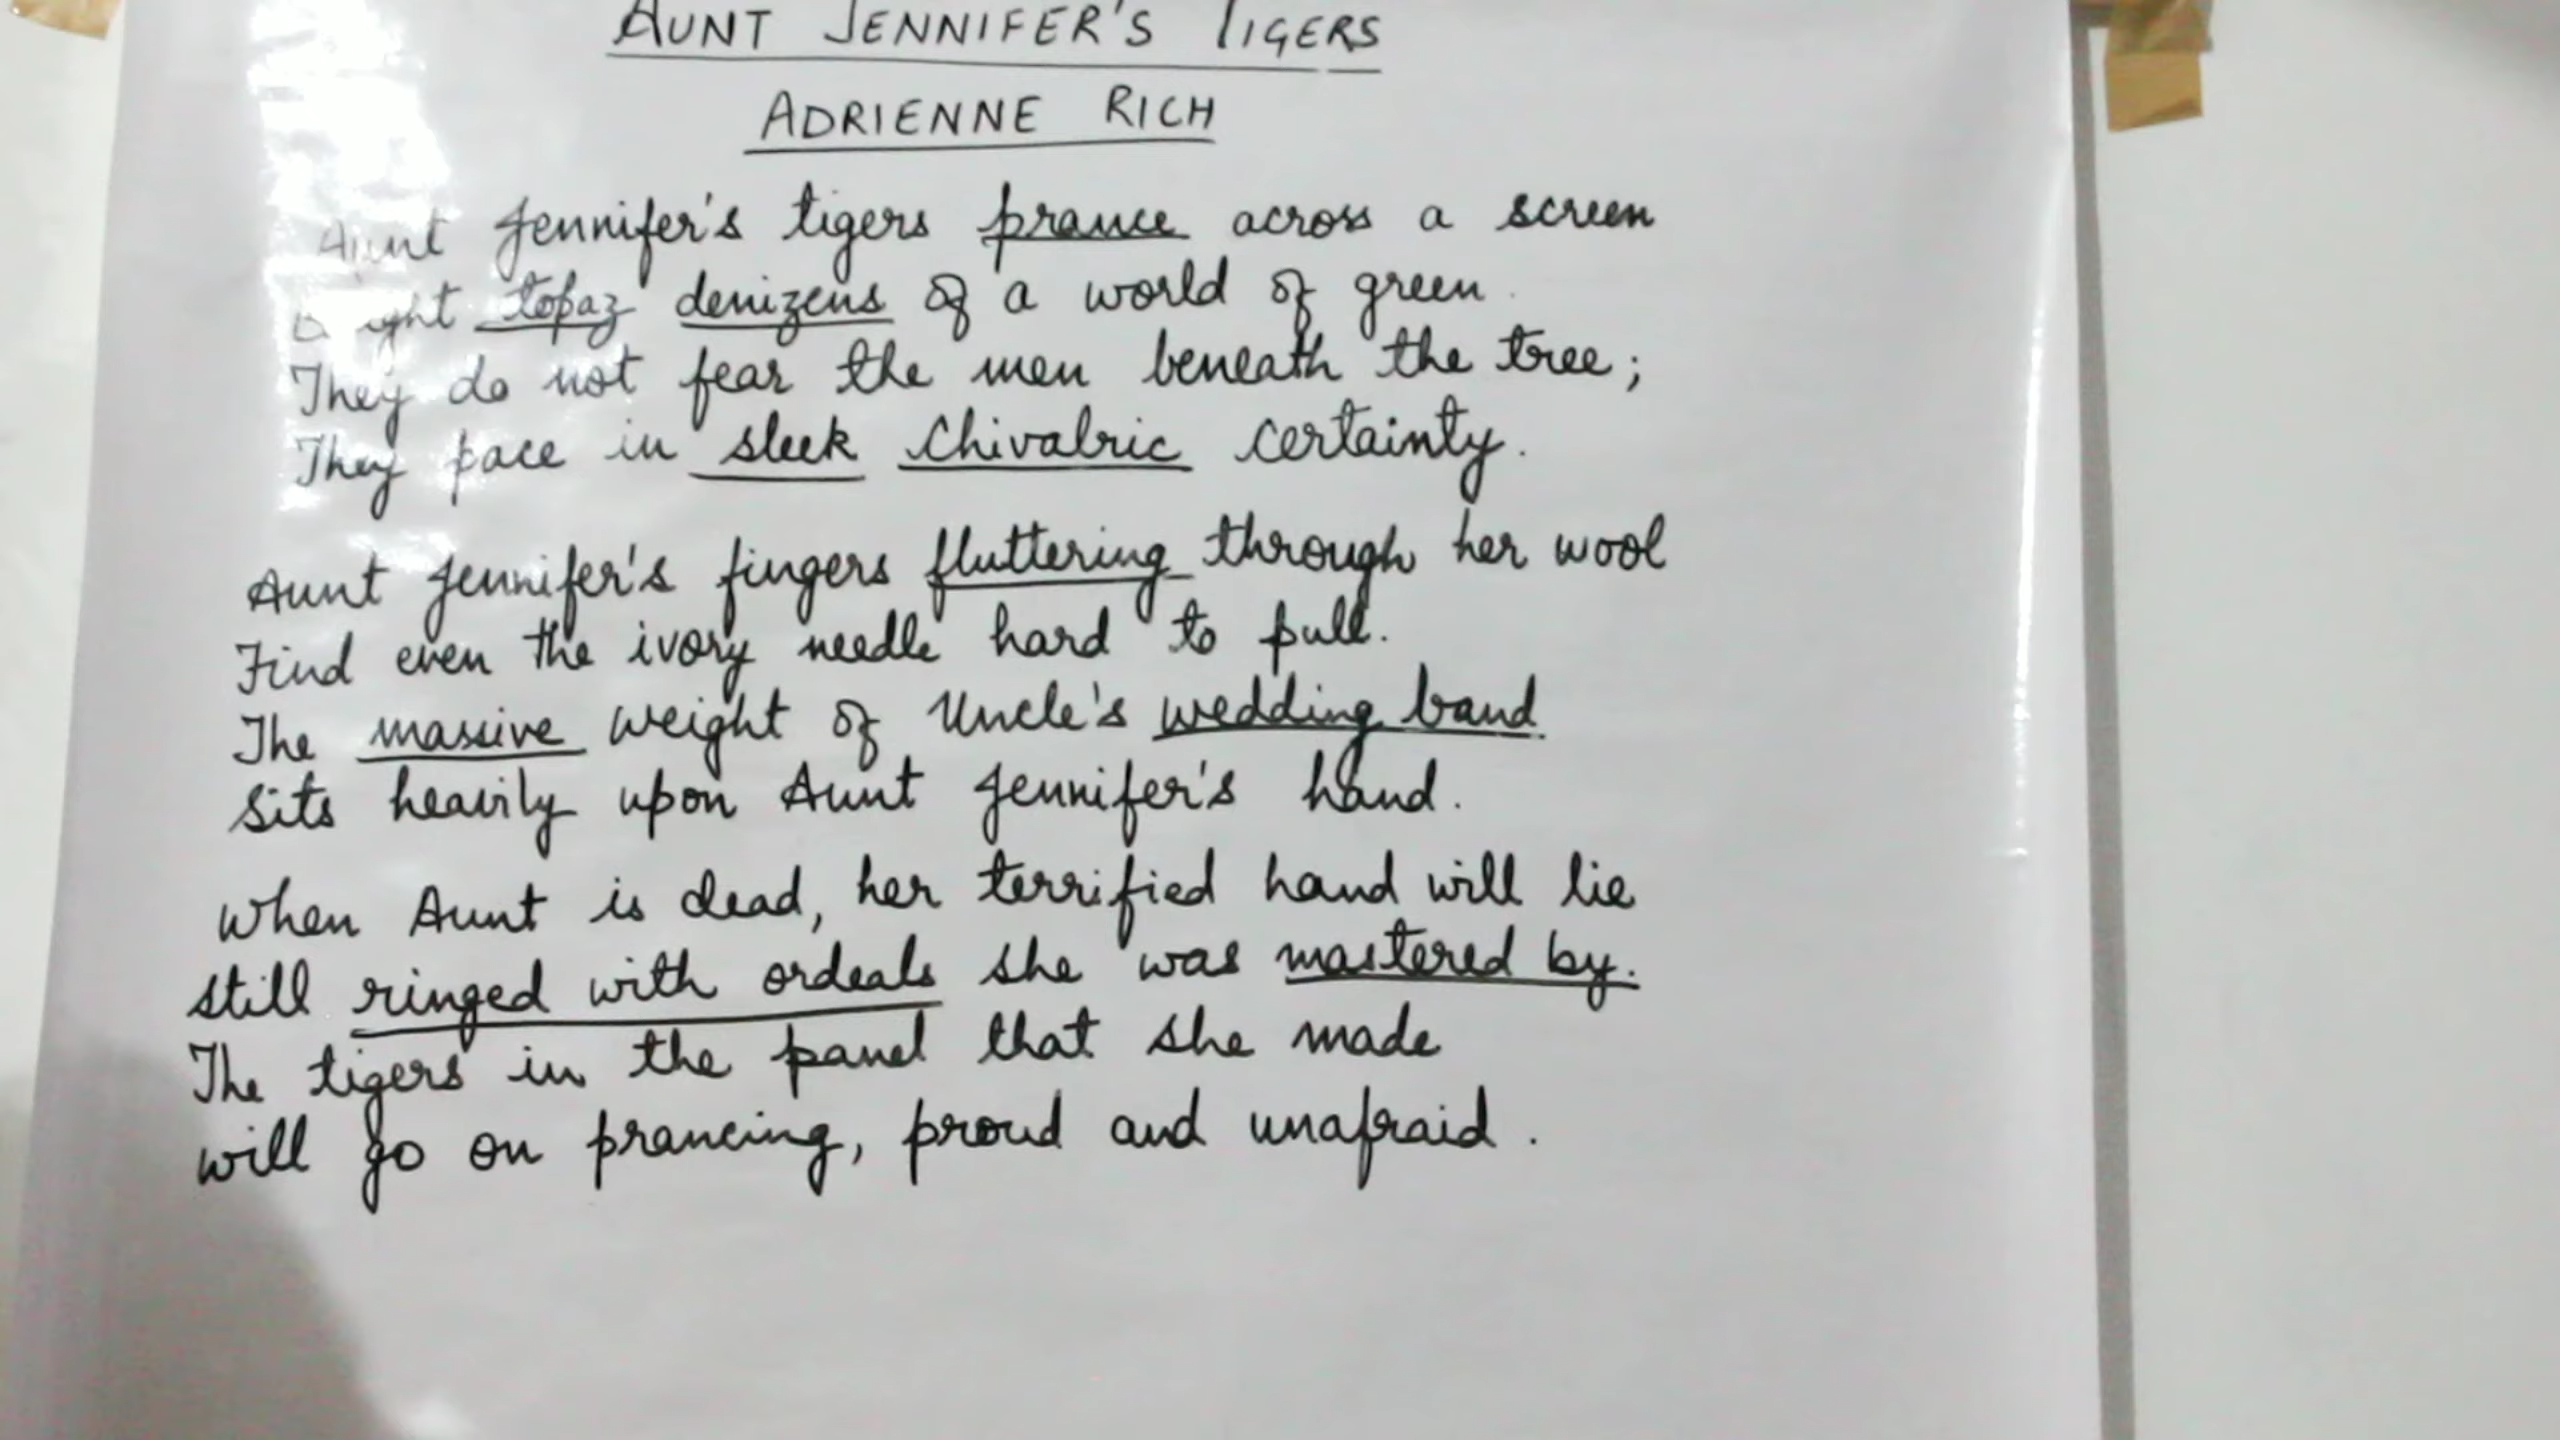 AUNT JENNIFER'S TIGERS
ADRIENNE RICH
Aunt Jennifer's tigers prance across a screen
Bright topaz denizens of a world of green.
They do not fear the men beneath the tree;
They pace in sleek chivalric certainty.
Aunt Jennifer's fingers fluttering through her wool
Find even the ivory needle hard to pull.
The massive weight of Uncle's wedding band
Sits heavily upon Aunt Jennifer's hand.
When Aunt is dead, her terrified hand will lie
still ringed with ordeals she was mastered by.
The tigers in the panel that she made
will go on prancing, proud and unafraid.